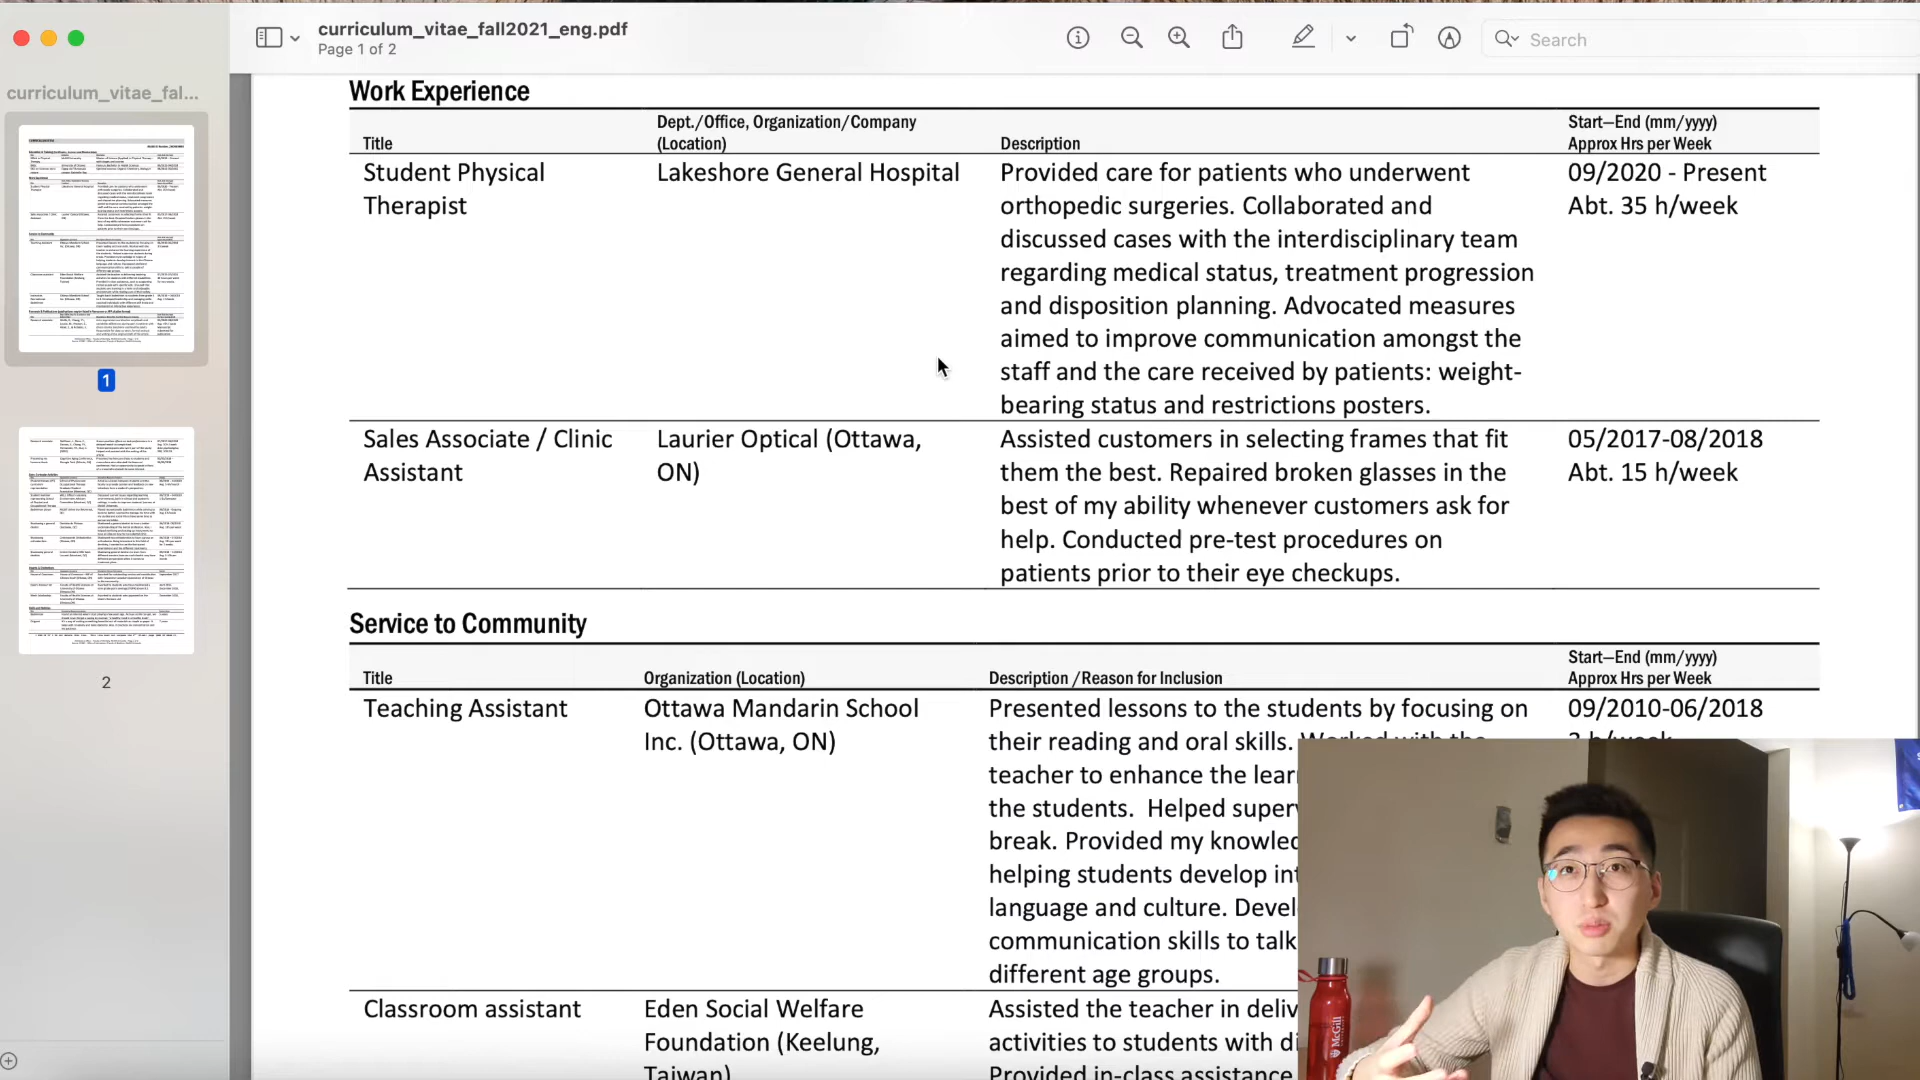 curriculum_vitae_fall2021_eng.pdf
Page 1 of 2
Search
curriculum_vitae_fal...
1
2
Work Experience
Title
Dept./Office, Organization/Company
(Location)
Description
Start—End (mm/yyyy)
Approx Hrs per Week
Student Physical
Therapist
Lakeshore General Hospital
Provided care for patients who underwent
orthopedic surgeries. Collaborated and
discussed cases with the interdisciplinary team
regarding medical status, treatment progression
and disposition planning. Advocated measures
aimed to improve communication amongst the
staff and the care received by patients: weight-
bearing status and restrictions posters.
09/2020 - Present
Abt. 35 h/week
Sales Associate / Clinic
Assistant
Laurier Optical (Ottawa,
ON)
Assisted customers in selecting frames that fit
them the best. Repaired broken glasses in the
best of my ability whenever customers ask for
help. Conducted pre-test procedures on
patients prior to their eye checkups.
05/2017-08/2018
Abt. 15 h/week
Service to Community
Title
Organization (Location)
Description /Reason for Inclusion
Start—End (mm/yyyy)
Approx Hrs per Week
Teaching Assistant
Ottawa Mandarin School
Inc. (Ottawa, ON)
Presented lessons to the students by focusing on
their reading and oral skills. Worked with the
teacher to enhance the
the students. Helped
break. Provided my
helping students develop
language and culture.
communication skills to talk
different age groups.
09/2010-06/2018
h/week
Classroom assistant
Eden Social Welfare
Foundation (Keelung,
Taiwan)
Assisted the teacher in
activities to students with
Provided in-class assistance
McGill